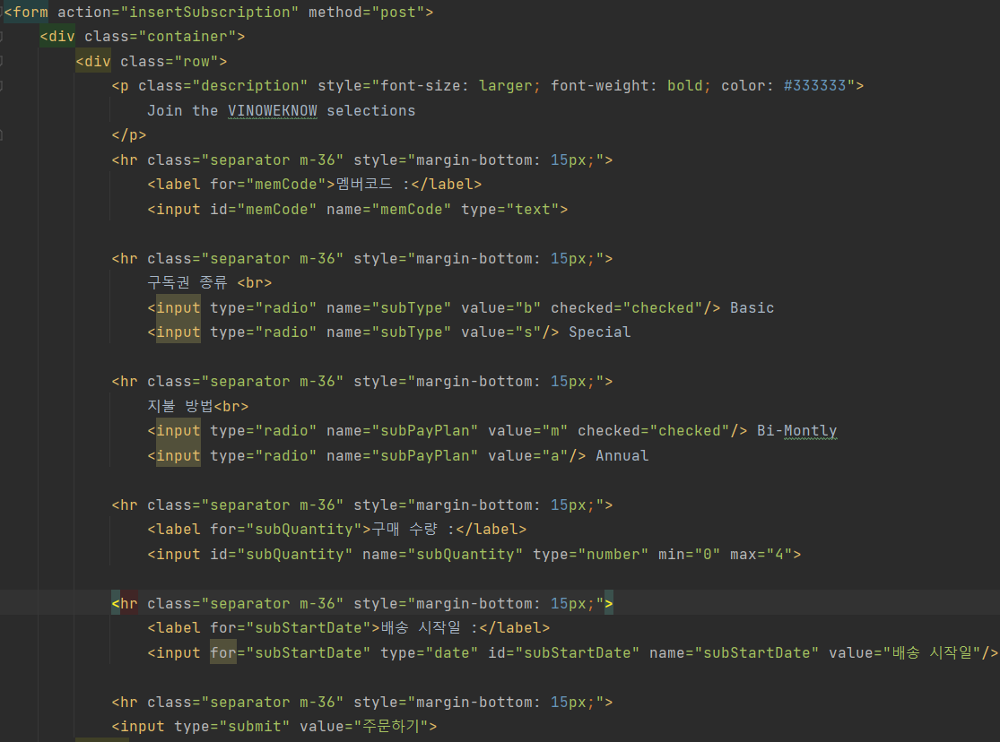 <form action="insertSubscription" method="post">
<div class="container">
<div class="row">
<p class="description" style="font-size: larger; font-weight: bold; color: #333333">
Join the VINOWEKNOW selections
</p>
<hr class="separator m-36" style="margin-bottom: 15px;">
<label for="memCode">멤버코드 :</label>
<input id="memCode" name="memCode" type="text">
<hr class="separator m-36" style="margin-bottom: 15px;">
구독권 종류 <br>
<input type="radio" name="subType" value="b" checked="checked"/> Basic
<input type="radio" name="subType" value="s"/> Special
<hr class="separator m-36" style="margin-bottom: 15px;">
지불 방법<br>
<input type="radio" name="subPayPlan" value="m" checked="checked"/> Bi-Montly
<input type="radio" name="subPayPlan" value="a"/> Annual
<hr class="separator m-36" style="margin-bottom: 15px;">
<label for="subQuantity">구매 수량 :</label>
<input id="subQuantity" name="subQuantity" type="number" min="0" max="4">
<hr class="separator m-36" style="margin-bottom: 15px;">
<label for="subStartDate">배송 시작일 :</label>
<input for="subStartDate" type="date" id="subStartDate" name="subStartDate" value="배송 시작일"/>
<hr class="separator m-36" style="margin-bottom: 15px;">
<input type="submit" value="주문하기">